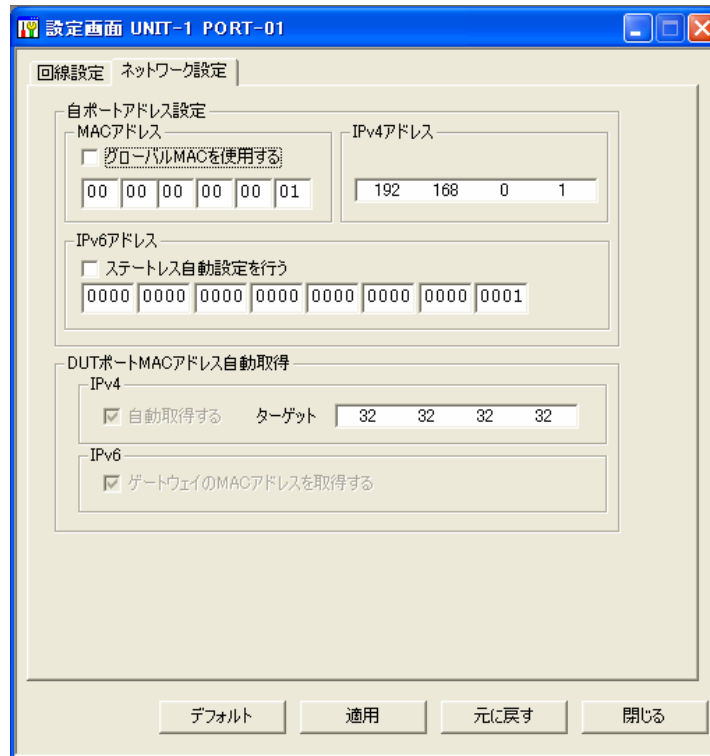 設定画面 UNIT-1 PORT-01
回線設定 ネットワーク設定
自ポートアドレス設定
MACアドレス
グローバルMACを使用する
00 00 00 00 00 01
IPv4アドレス
192 168 0 1
IPv6アドレス
ステートレス自動設定を行う
0000 0000 0000 0000 0000 0000 0000 0001
DUTポートMACアドレス自動取得
IPv4
自動取得する ターゲット 32 32 32 32
IPv6
ゲートウェイのMACアドレスを取得する
デフォルト 適用 元に戻す 閉じる